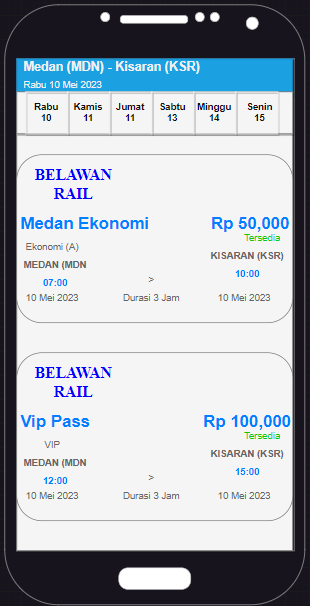 Medan (MDN) - Kisaran (KSR)
Rabu 10 Mei 2023
Rabu Kamis Jumat Sabtu Minggu Senin
10 11 11 13 14 15
BELAWAN
RAIL
Medan Ekonomi Rp 50,000
Tersedia
Ekonomi (A)
KISARAN (KSR)
MEDAN (MDN
10:00
07:00 >
10 Mei 2023 Durasi 3 Jam 10 Mei 2023
BELAWAN
RAIL
Vip Pass Rp 100,000
Tersedia
VIP
KISARAN (KSR)
MEDAN (MDN
15:00
12:00 >
10 Mei 2023 Durasi 3 Jam 10 Mei 2023